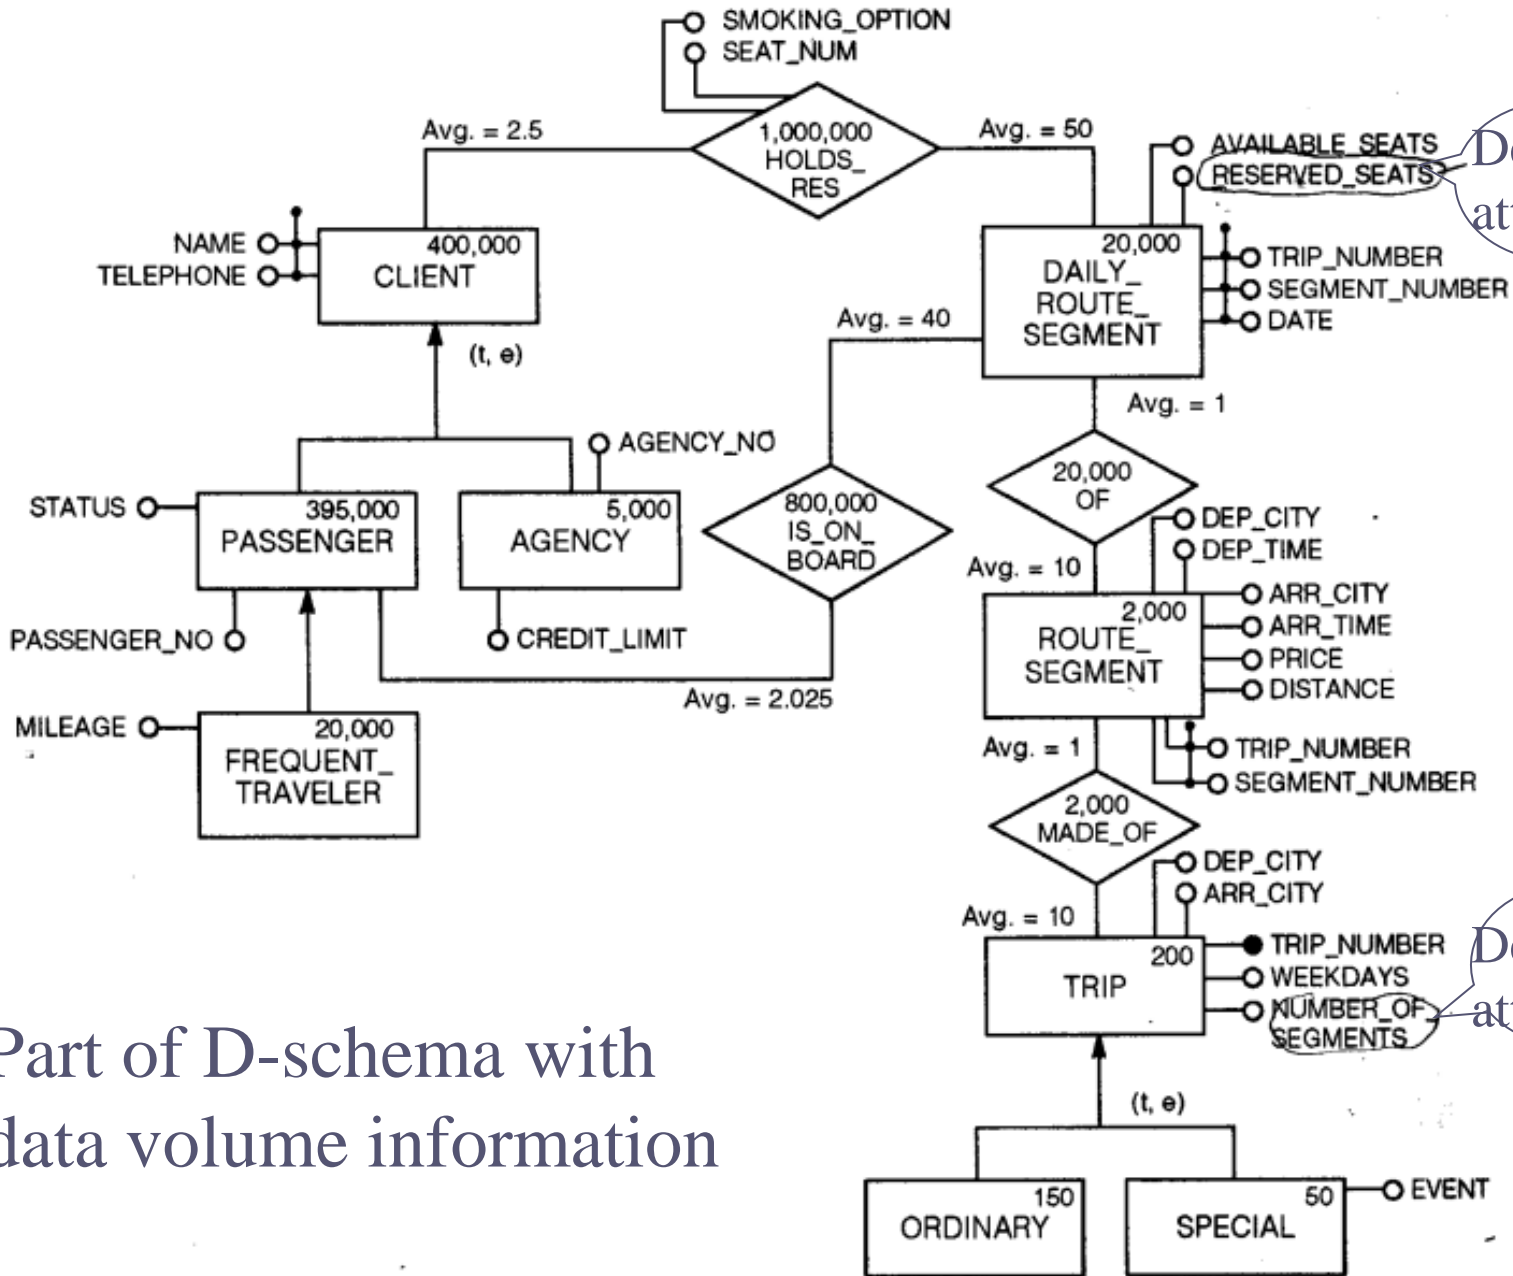 SMOKING_OPTION
SEAT_NUM
Avg. = 2.5
1,000,000
HOLDS_
RES
Avg. = 50
AVAILABLE_SEATS
RESERVED_SEATS
NAME
TELEPHONE
400,000
CLIENT
20,000
DAILY_
ROUTE_
SEGMENT
TRIP_NUMBER
SEGMENT_NUMBER
DATE
(t, e)
Avg. = 40
Avg. = 1
AGENCY_NO
STATUS
395,000
PASSENGER
5,000
AGENCY
800,000
IS_ON_
BOARD
20,000
OF
DEP_CITY
DEP_TIME
Avg. = 10
PASSENGER_NO
CREDIT_LIMIT
2,000
ROUTE_
SEGMENT
ARR_CITY
ARR_TIME
PRICE
DISTANCE
Avg. = 2.025
MILEAGE
20,000
FREQUENT_
TRAVELER
Avg. = 1
TRIP_NUMBER
SEGMENT_NUMBER
2,000
MADE_OF
DEP_CITY
ARR_CITY
Avg. = 10
200
TRIP
TRIP_NUMBER
WEEKDAYS
NUMBER_OF_
SEGMENTS
Part of D-schema with
data volume information
(t, e)
150
ORDINARY
50
SPECIAL
EVENT